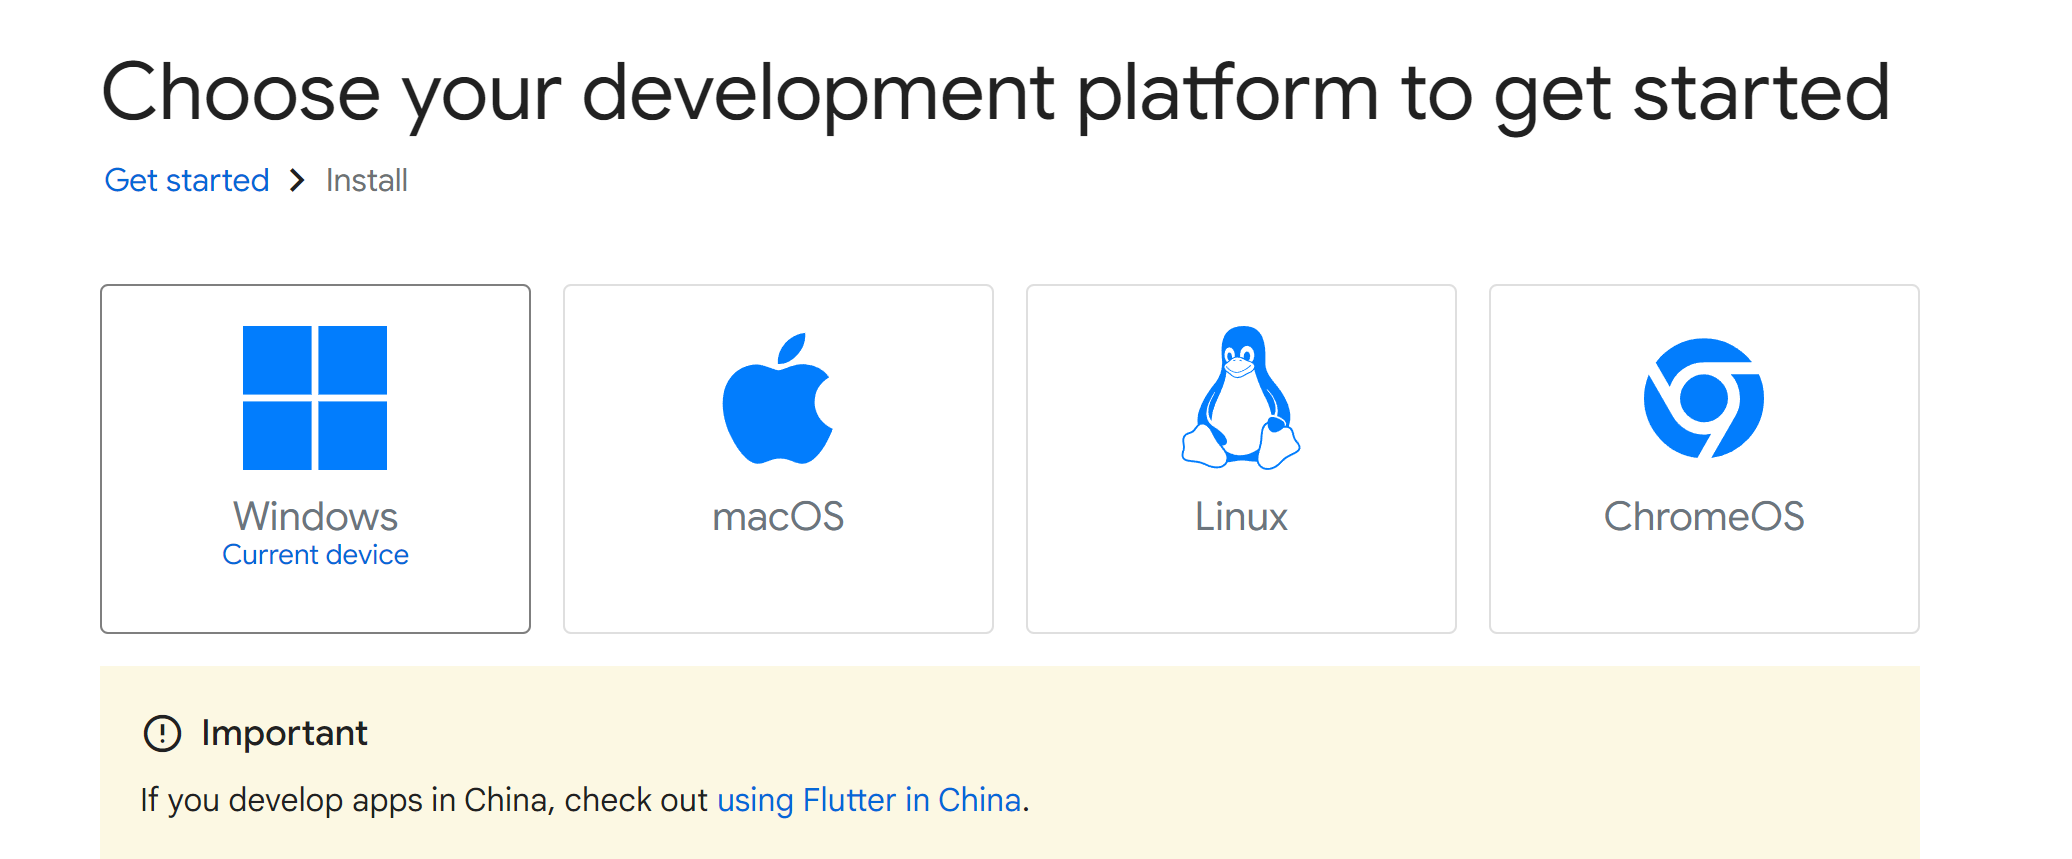 Choose your development platform to get started
Get started > Install
Windows
Current device
macOS
Linux
ChromeOS
Important
If you develop apps in China, check out using Flutter in China.